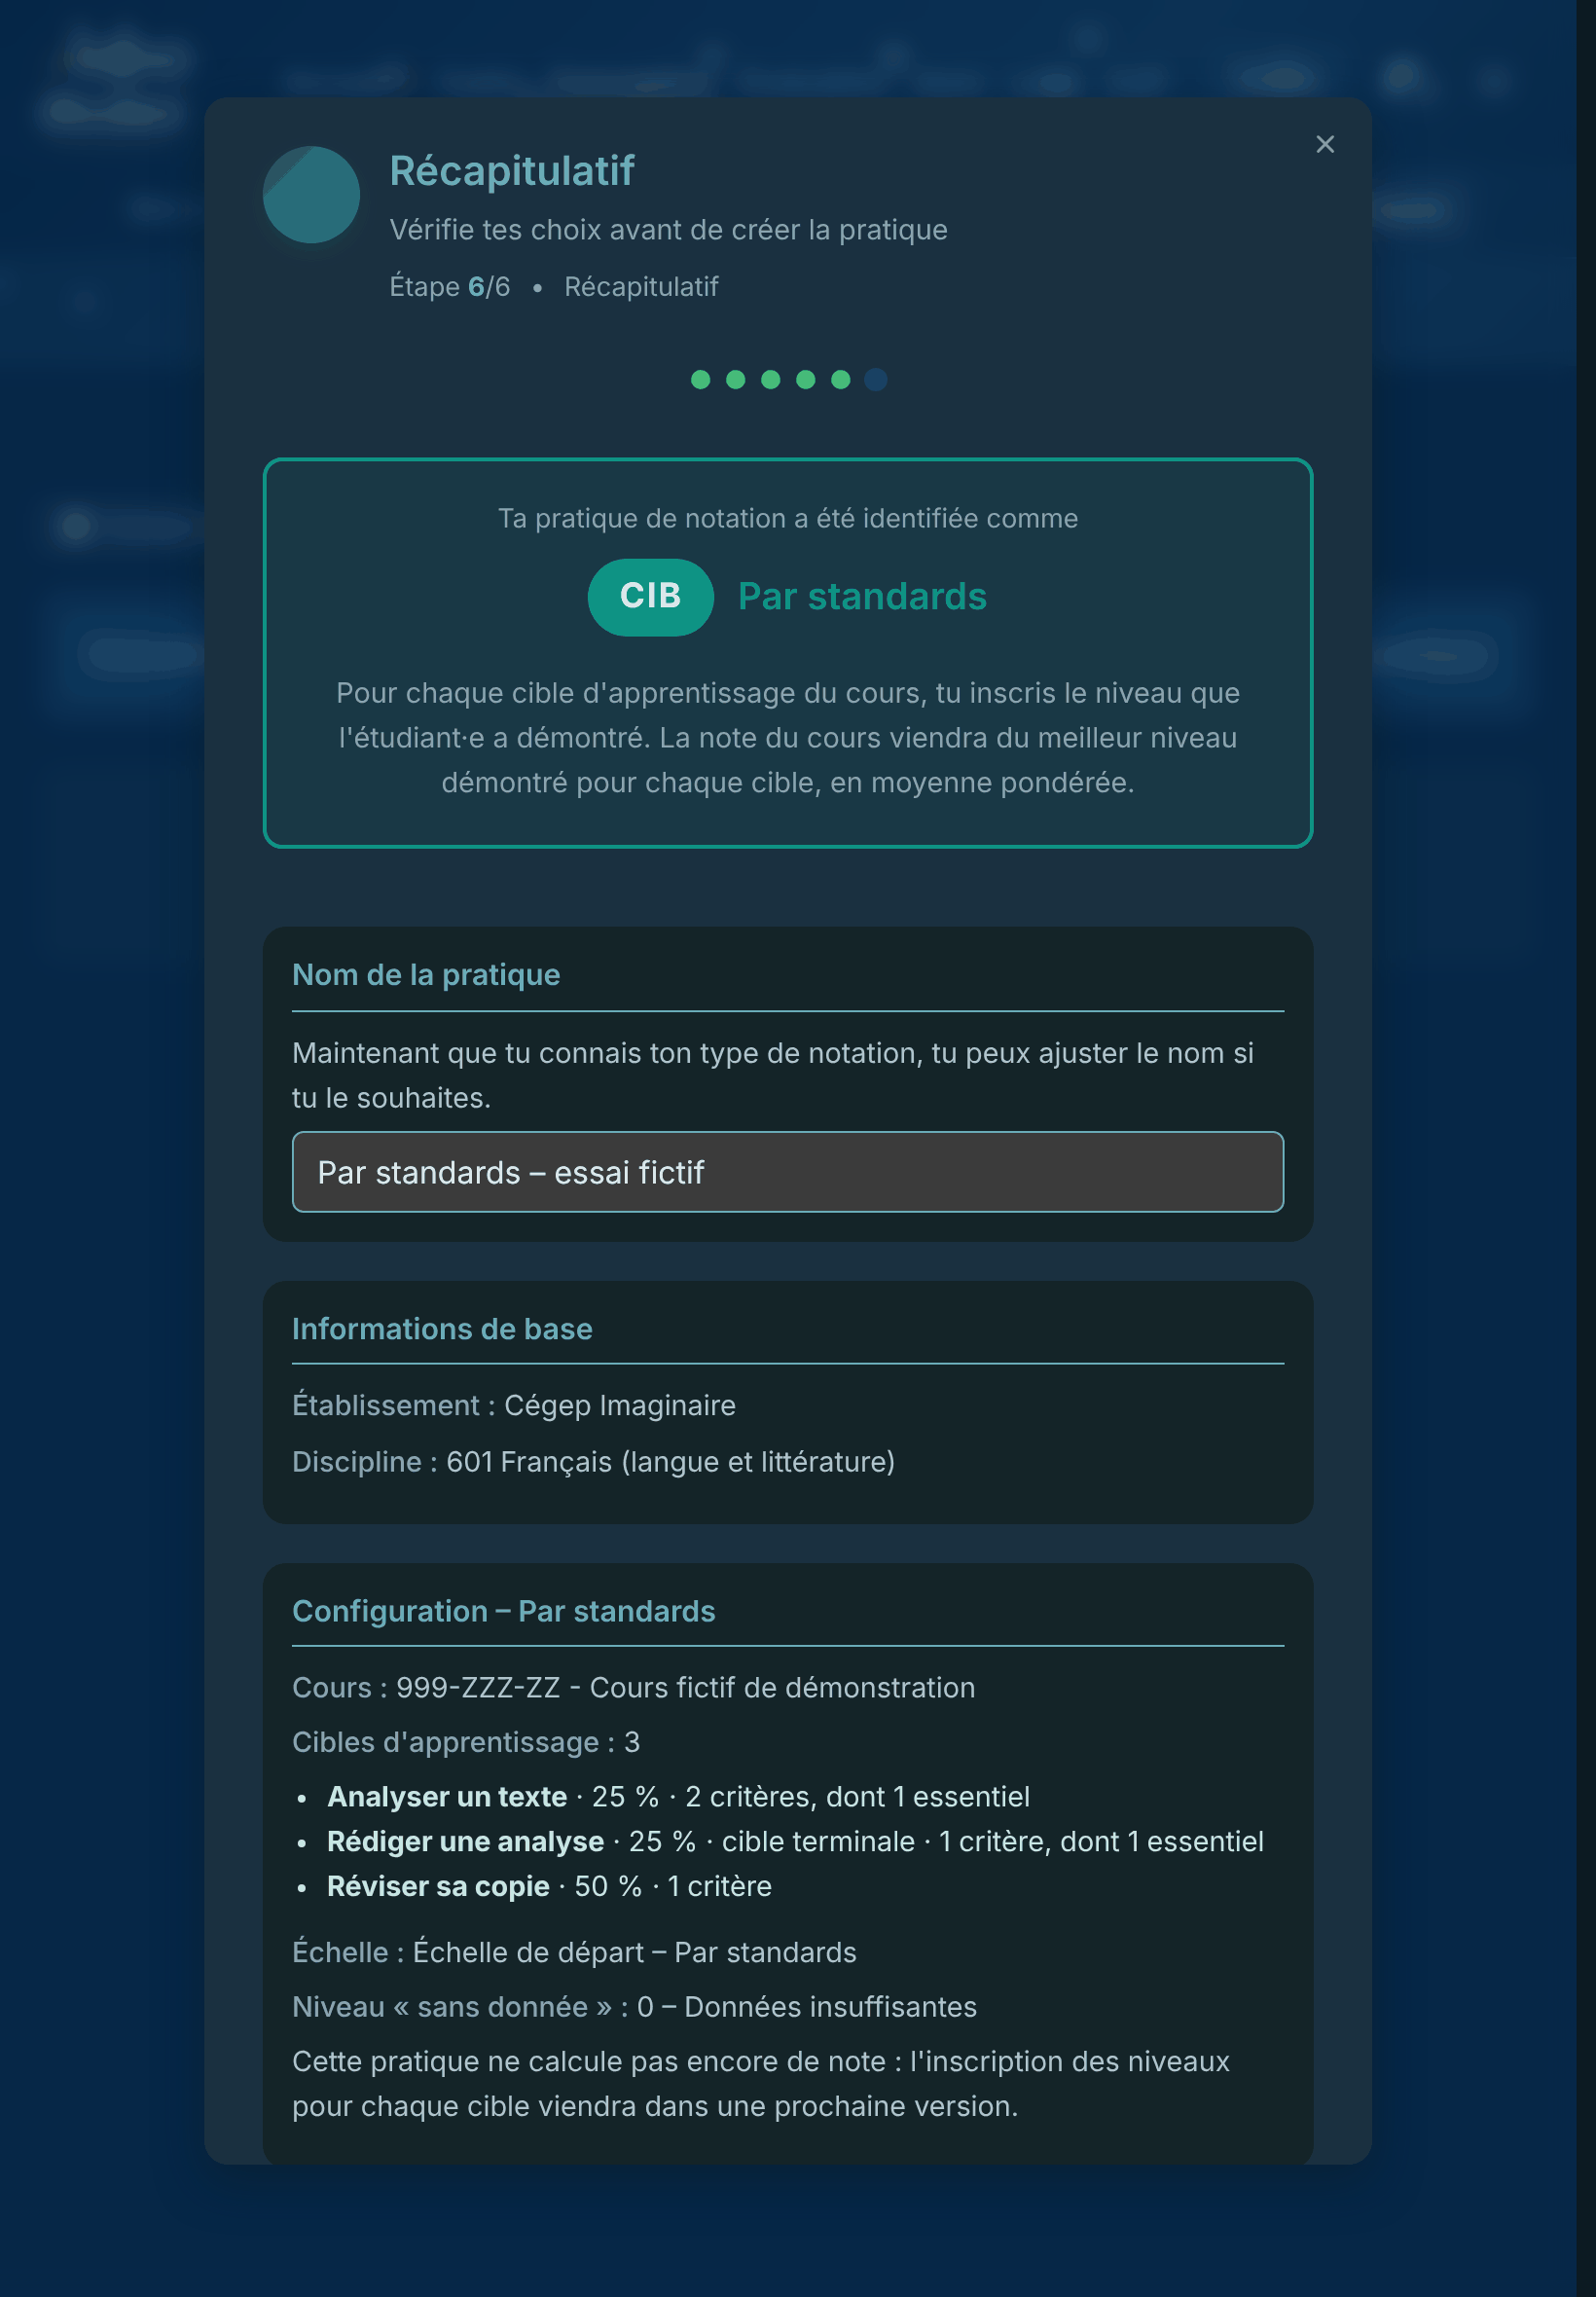 ×
Récapitulatif
Vérifie tes choix avant de créer la pratique
Étape 6/6 • Récapitulatif
Ta pratique de notation a été identifiée comme
CIB Par standards
Pour chaque cible d'apprentissage du cours, tu inscris le niveau que
l'étudiant·e a démontré. La note du cours viendra du meilleur niveau
démontré pour chaque cible, en moyenne pondérée.
Nom de la pratique
Maintenant que tu connais ton type de notation, tu peux ajuster le nom si
tu le souhaites.
Par standards – essai fictif
Informations de base
Établissement : Cégep Imaginaire
Discipline : 601 Français (langue et littérature)
Configuration – Par standards
Cours : 999-ZZZ-ZZ - Cours fictif de démonstration
Cibles d'apprentissage : 3
• Analyser un texte · 25 % · 2 critères, dont 1 essentiel
• Rédiger une analyse · 25 % · cible terminale · 1 critère, dont 1 essentiel
• Réviser sa copie · 50 % · 1 critère
Échelle : Échelle de départ – Par standards
Niveau « sans donnée » : 0 – Données insuffisantes
Cette pratique ne calcule pas encore de note : l'inscription des niveaux
pour chaque cible viendra dans une prochaine version.